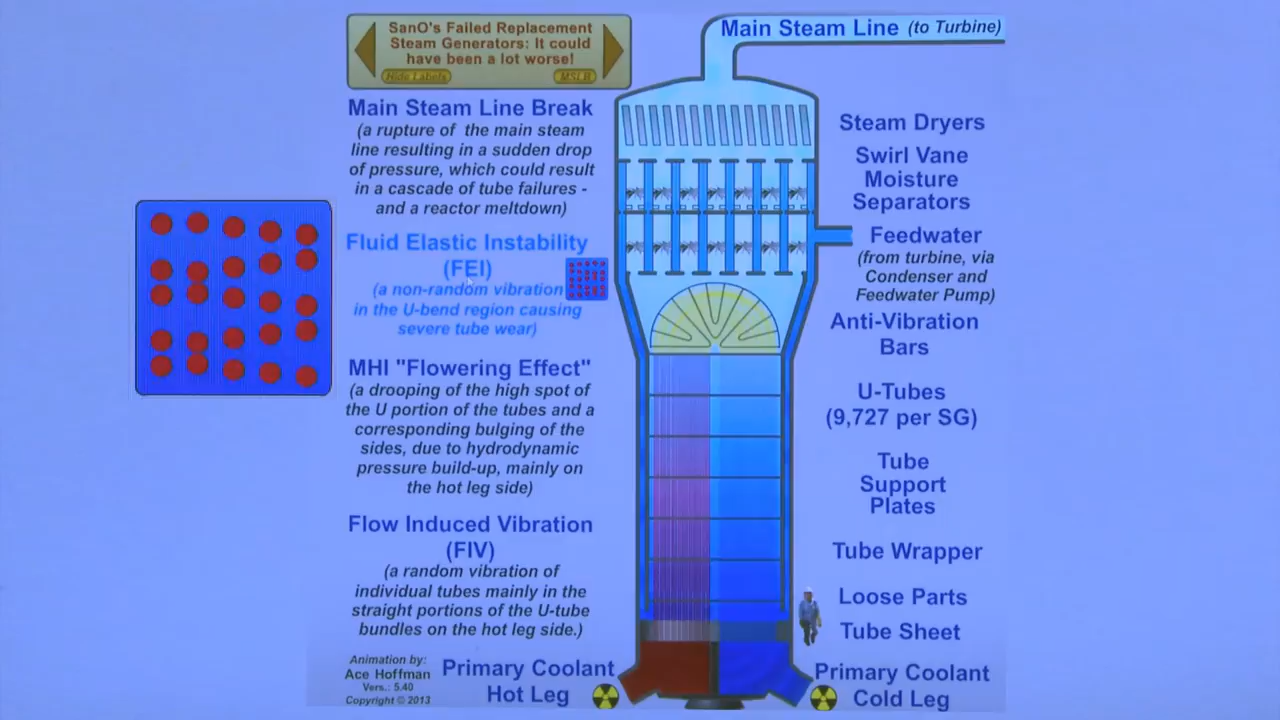 SanO's Failed Replacement
Steam Generators: It could
have been a lot worse!
Hide Labels
MSLB
Main Steam Line (to Turbine)
Main Steam Line Break
(a rupture of the main steam
line resulting in a sudden drop
of pressure, which could result
in a cascade of tube failures -
and a reactor meltdown)
Fluid Elastic Instability
(FEI)
(a non-random vibration
in the U-bend region causing
severe tube wear)
MHI "Flowering Effect"
(a drooping of the high spot of
the U portion of the tubes and a
corresponding bulging of the
sides, due to hydrodynamic
pressure build-up, mainly on
the hot leg side)
Flow Induced Vibration
(FIV)
(a random vibration of
individual tubes mainly in the
straight portions of the U-tube
bundles on the hot leg side.)
Animation by:
Ace Hoffman
Vers.: 5.40
Copyright © 2013
Primary Coolant
Hot Leg
Steam Dryers
Swirl Vane
Moisture
Separators
Feedwater
(from turbine, via
Condenser and
Feedwater Pump)
Anti-Vibration
Bars
U-Tubes
(9,727 per SG)
Tube
Support
Plates
Tube Wrapper
Loose Parts
Tube Sheet
Primary Coolant
Cold Leg